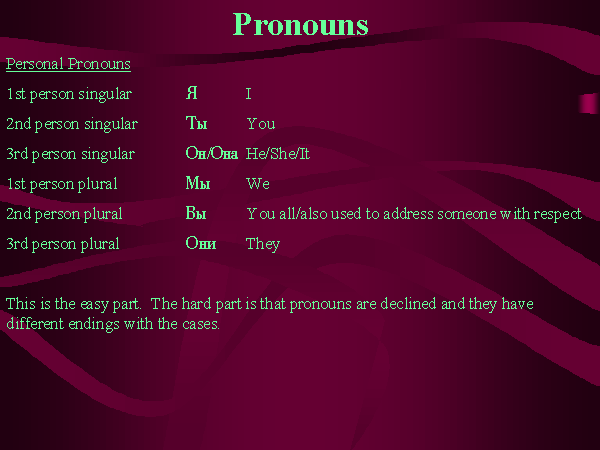 Pronouns
Personal Pronouns
1st person singular Я I
2nd person singular Ты You
3rd person singular Он/Она He/She/It
1st person plural Мы We
2nd person plural Вы You all/also used to address someone with respect
3rd person plural Они They
This is the easy part. The hard part is that pronouns are declined and they have
different endings with the cases.